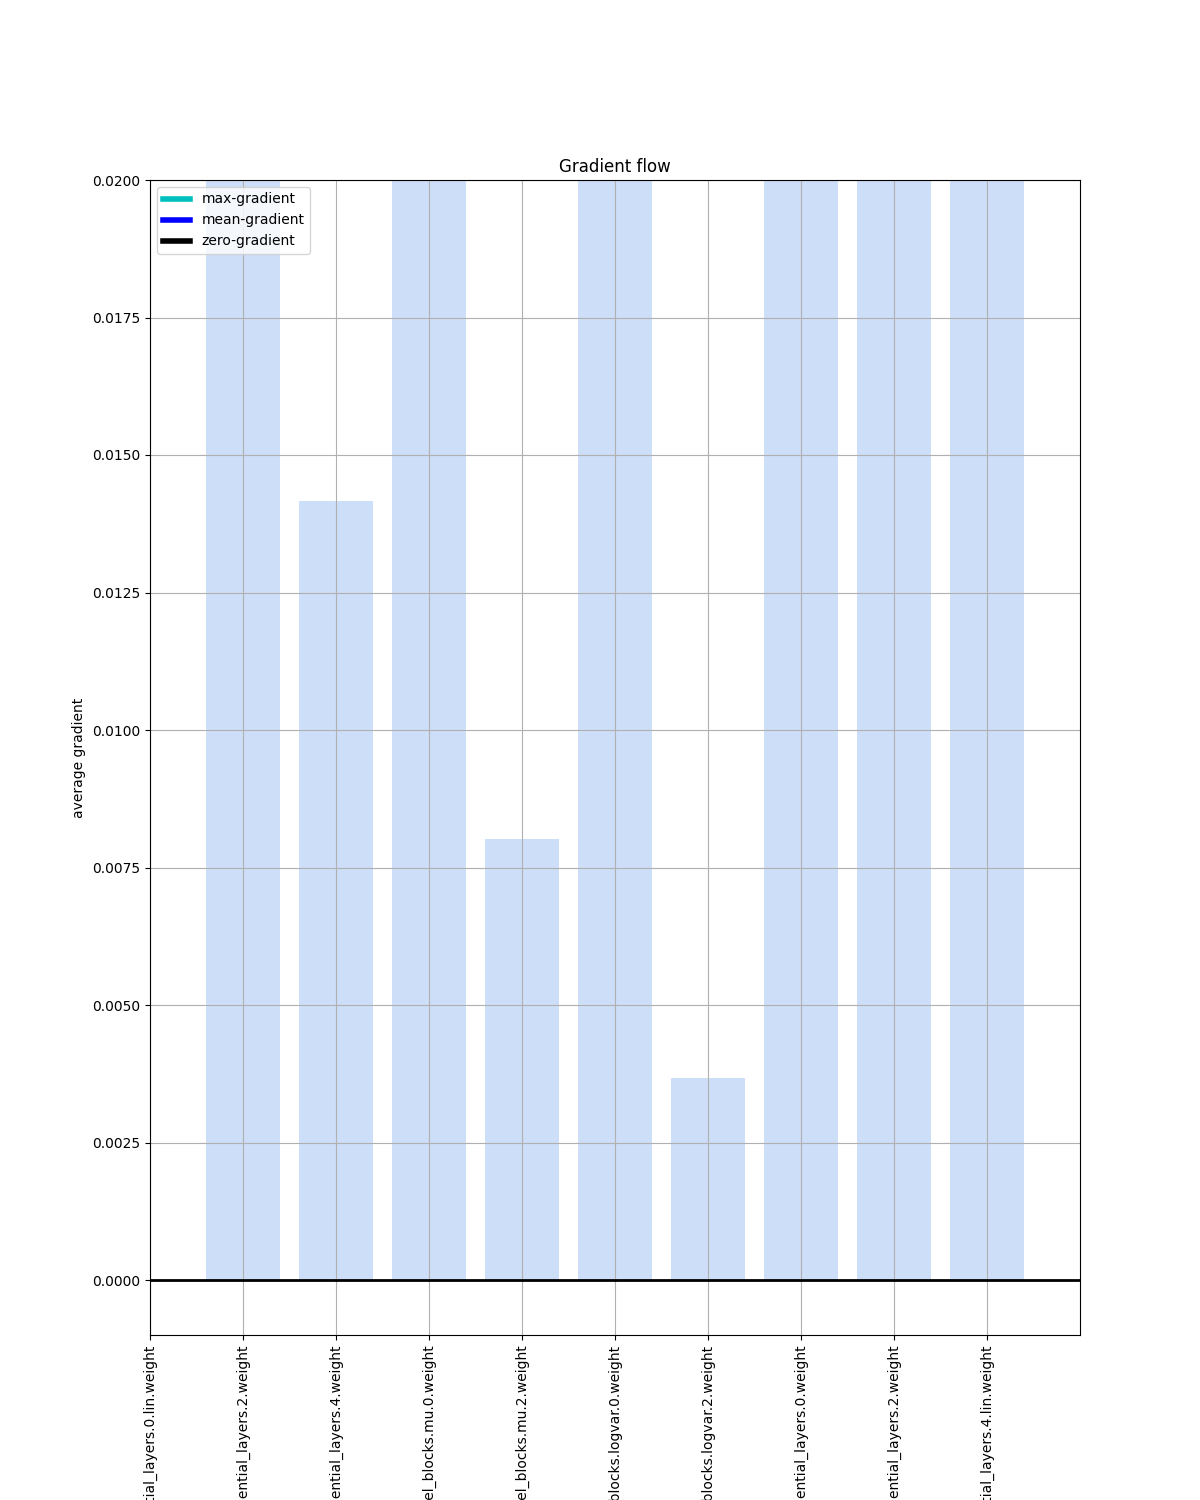 Gradient flow
max-gradient
mean-gradient
zero-gradient
0.0200
0.0175
0.0150
0.0125
0.0100
0.0075
0.0050
0.0025
0.0000
average gradient
tial_layers.0.lin.weight
ential_layers.2.weight
ential_layers.4.weight
el_blocks.mu.0.weight
el_blocks.mu.2.weight
blocks.logvar.0.weight
blocks.logvar.2.weight
ential_layers.0.weight
ential_layers.2.weight
tial_layers.4.lin.weight